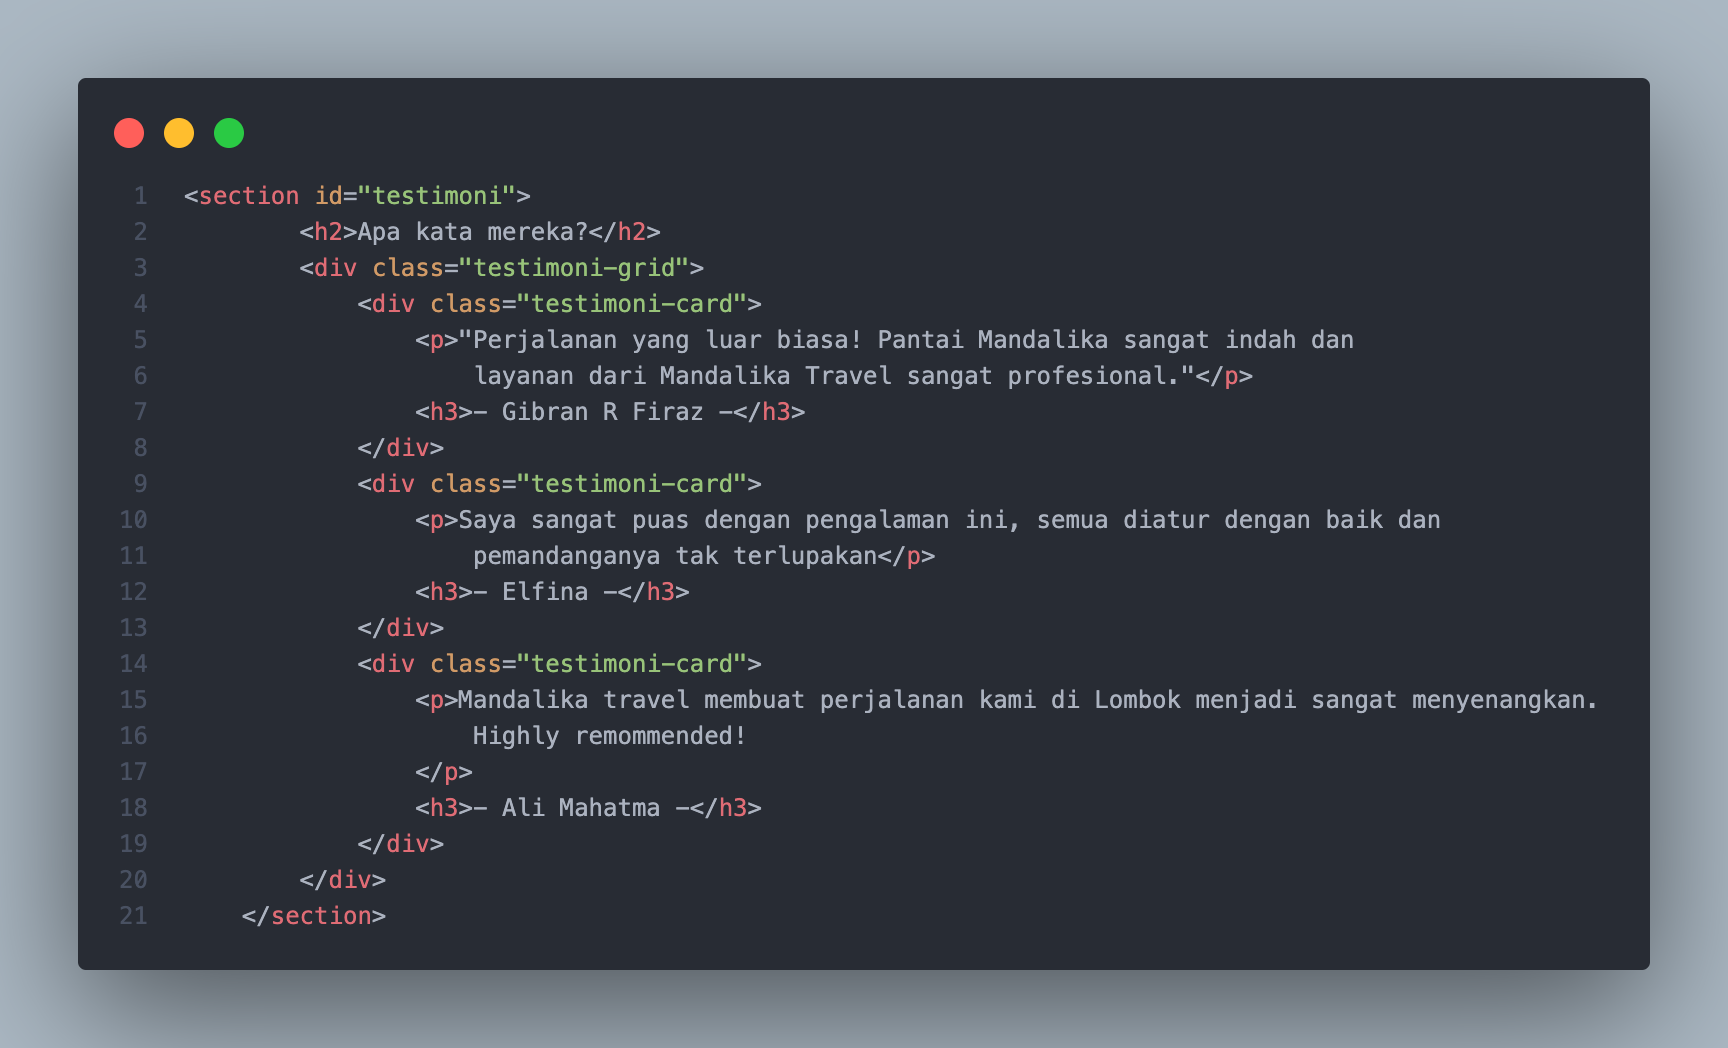 1 <section id="testimoni">
2         <h2>Apa kata mereka?</h2>
3         <div class="testimoni-grid">
4             <div class="testimoni-card">
5                 <p>"Perjalanan yang luar biasa! Pantai Mandalika sangat indah dan
6                     layanan dari Mandalika Travel sangat profesional."</p>
7                 <h3>- Gibran R Firaz -</h3>
8             </div>
9             <div class="testimoni-card">
10                 <p>Saya sangat puas dengan pengalaman ini, semua diatur dengan baik dan
11                     pemandanganya tak terlupakan</p>
12                 <h3>- Elfina -</h3>
13             </div>
14             <div class="testimoni-card">
15                 <p>Mandalika travel membuat perjalanan kami di Lombok menjadi sangat menyenangkan.
16                     Highly remommended!
17                 </p>
18                 <h3>- Ali Mahatma -</h3>
19             </div>
20         </div>
21     </section>